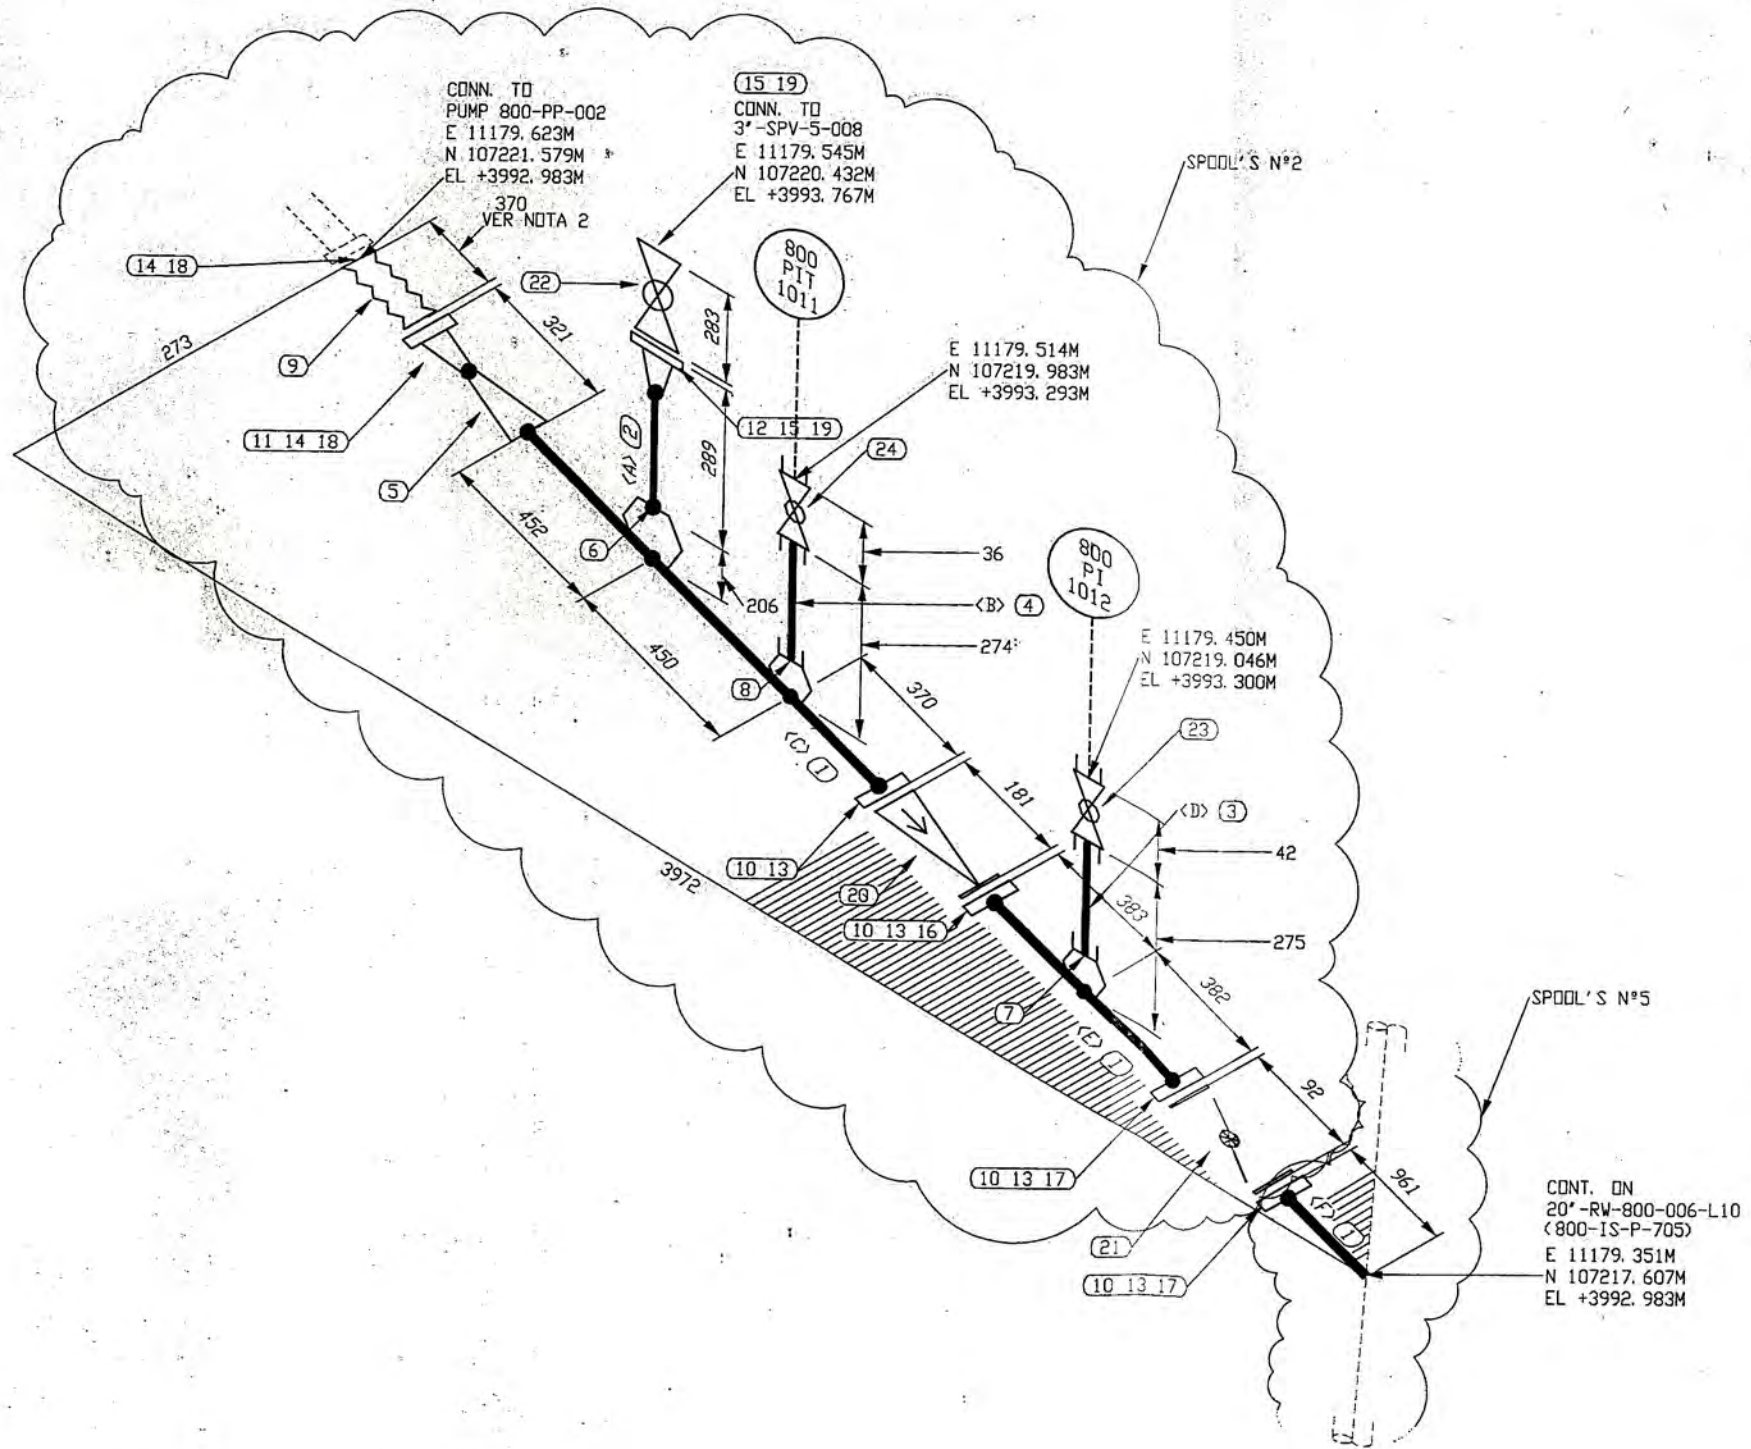 CONN. TO
PUMP 800-PP-002
E 11179.623M
N 107221.579M
EL +3992.983M
370
VER NOTA 2
15 19
CONN. TO
3"-SPV-5-008
E 11179.545M
N 107220.432M
EL +3993.767M
SPOOL'S Nº2
14 18
22
800
PIT
1011
273
9
321
283
E 11179.514M
N 107219.983M
EL +3993.293M
11 14 18
5
<A> 2
289
12 15 19
24
452
6
206
36
800
PI
1012
<B> 4
274
450
8
370
E 11179.450M
N 107219.046M
EL +3993.300M
<C> 1
23
181
<D> 3
42
10 13
3972
20
383
10 13 16
275
382
7
<E> 1
SPOOL'S Nº5
92
10 13 17
961
21
<F> 1
10 13 17
CONT. ON
20"-RW-800-006-L10
(800-IS-P-705)
E 11179.351M
N 107217.607M
EL +3992.983M